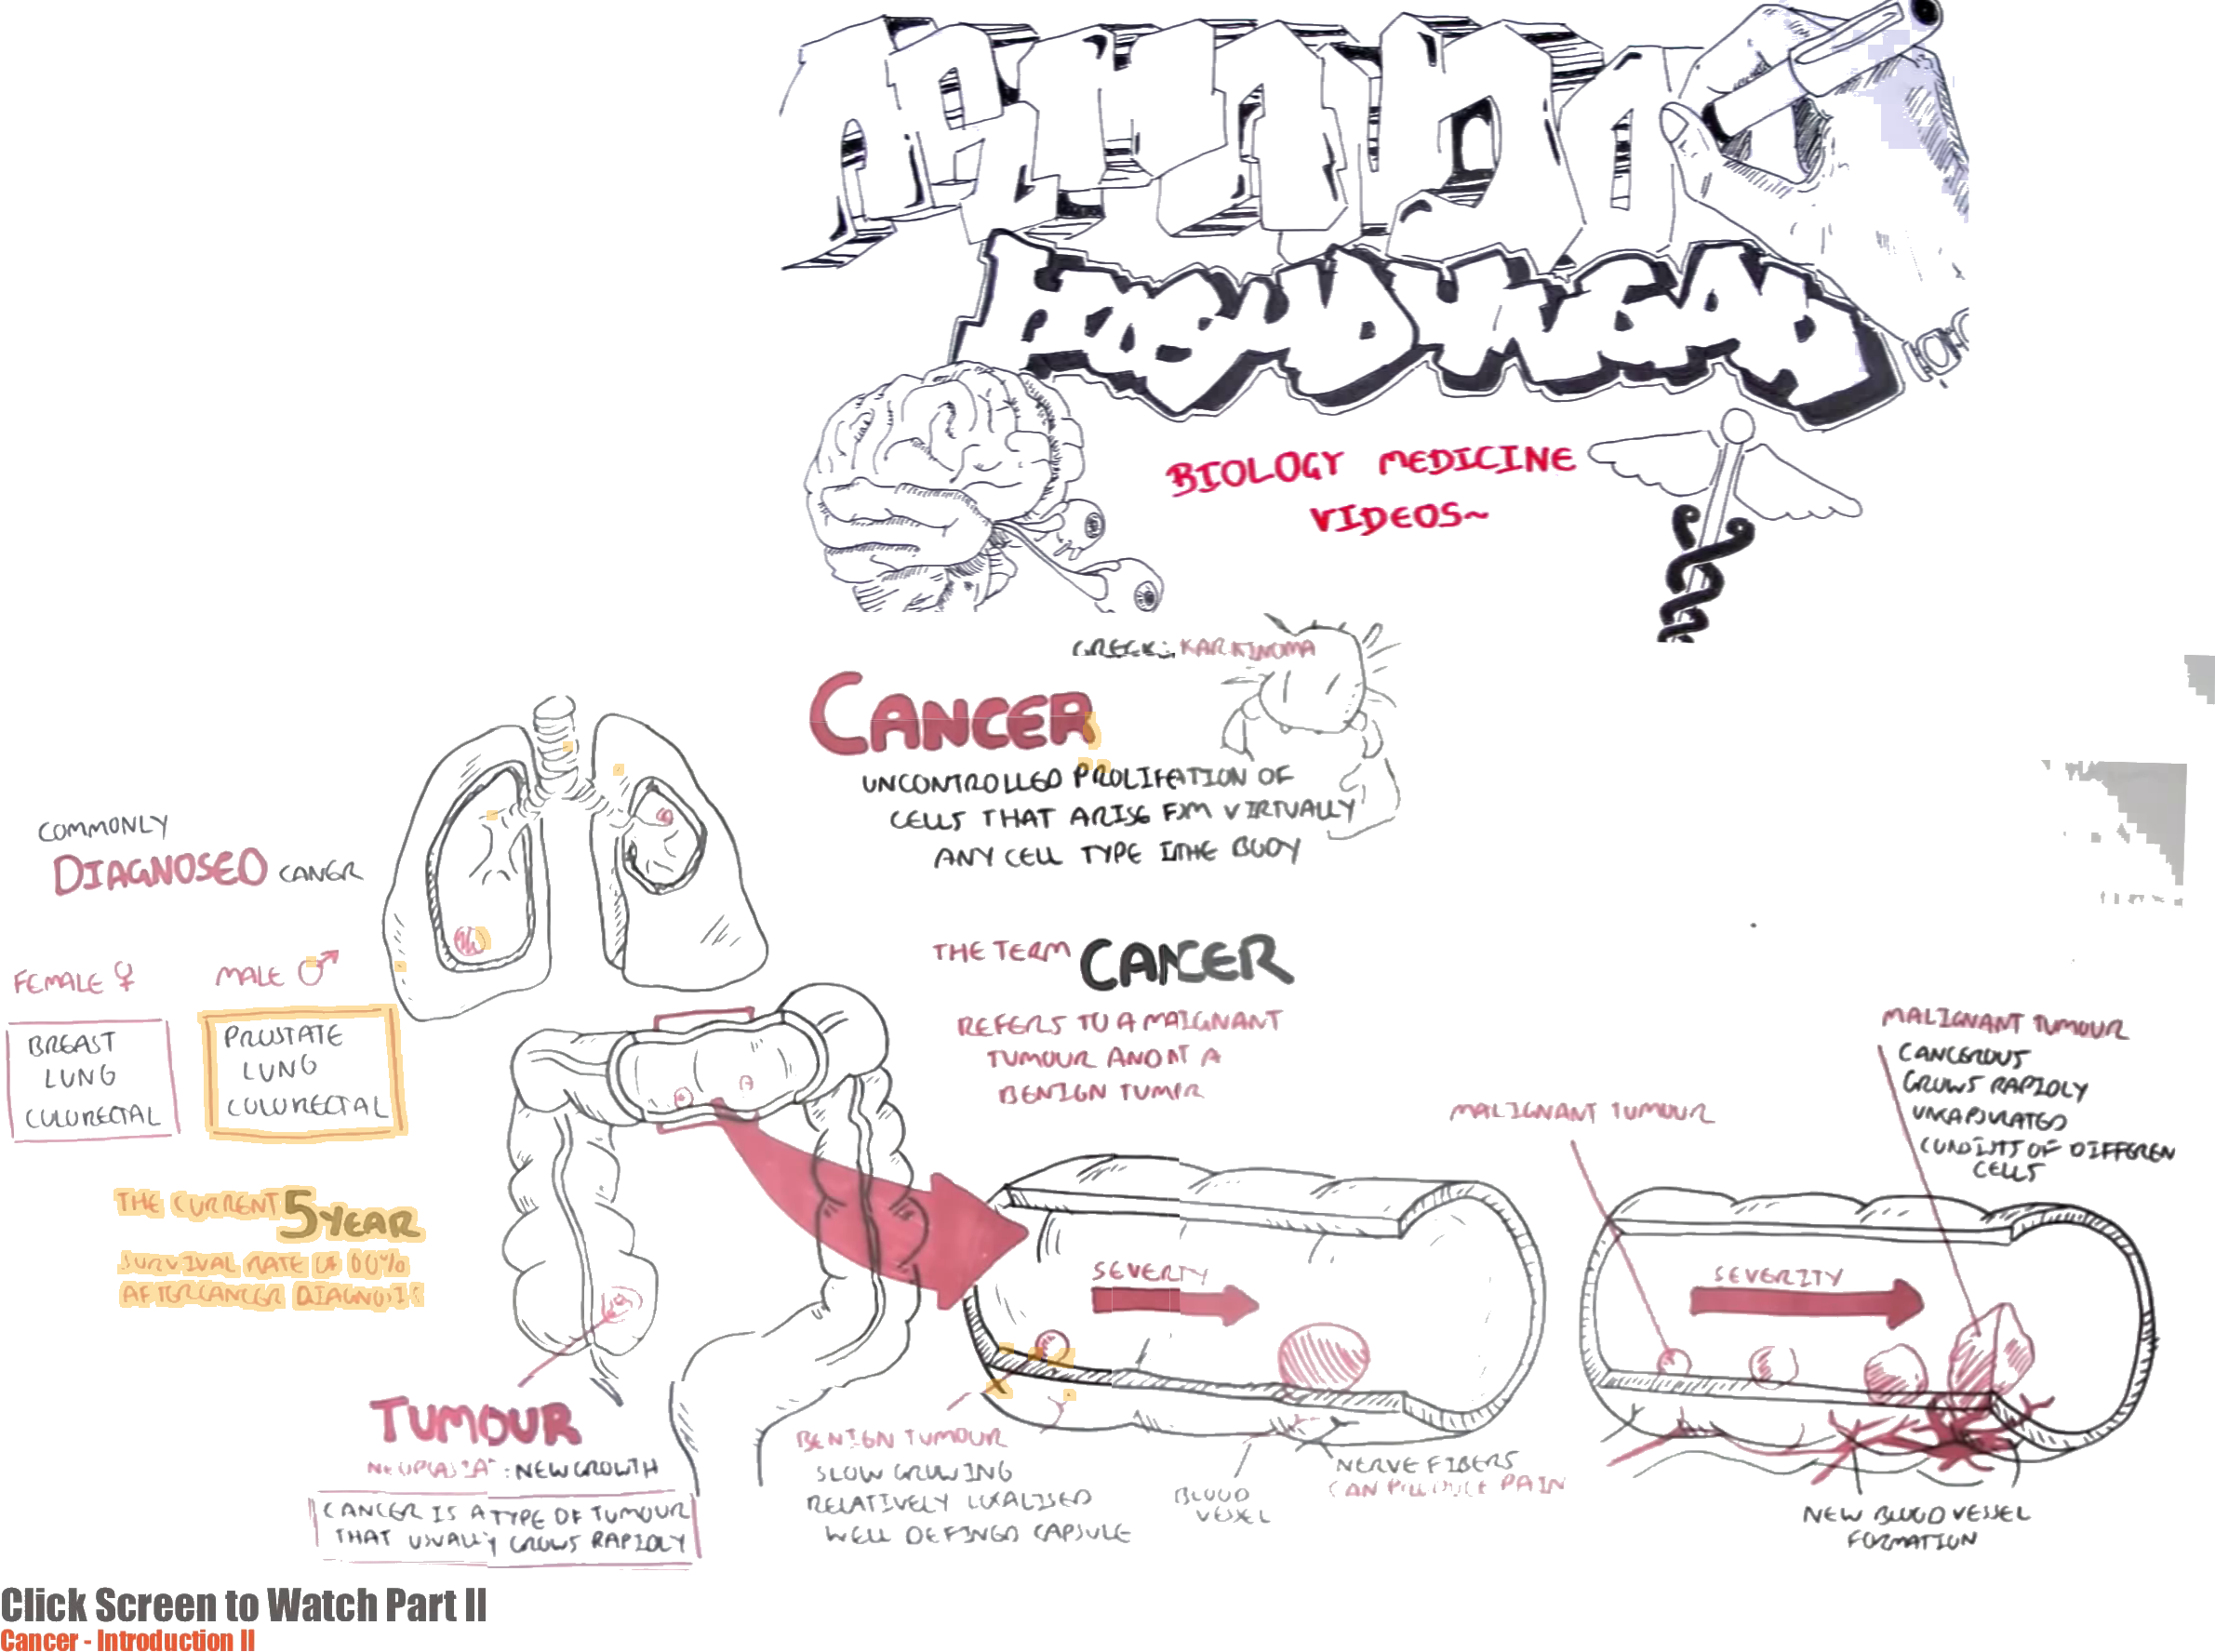 ARMANDO
HASUDUNGAN
BIOLOGY MEDICINE
VIDEOS~
GREEK: KARKINOMA
CANCER
UNCONTROLLED PROLIFEATION OF
CELLS THAT ARISE FXM VIRTUALLY
ANY CELL TYPE INTHE BODY
COMMONLY
DIAGNOSED CANCER
FEMALE ♀
BREAST
LUNG
COLORECTAL
MALE ♂
PROSTATE
LUNG
COLORECTAL
THE CURRENT 5 YEAR
SURVIVAL RATE OF 60%
AFTER CANCER DIAGNOSIS
THE TERM CANCER
REFERS TO A MALIGNANT
TUMOUR AND NOT A
BENIGN TUMOR
TUMOUR
NEOPLASIA : NEW GROWTH
CANCER IS A TYPE OF TUMOUR
THAT USUALLY GROWS RAPIDLY
SEVERITY
BENIGN TUMOUR
SLOW GROWING
RELATIVELY LOCALISED
WELL DEFINED CAPSULE
BLOOD
VESSEL
NERVE FIBERS
CAN PRODUCE PAIN
MALIGNANT TUMOUR
MALIGNANT TUMOUR
CANCEROUS
GROWS RAPIDLY
UNCAPSULATED
CONSISTS OF DIFFEREN
CELLS
SEVERITY
NEW BLOOD VESSEL
FORMATION
Click Screen to Watch Part II
Cancer - Introduction II